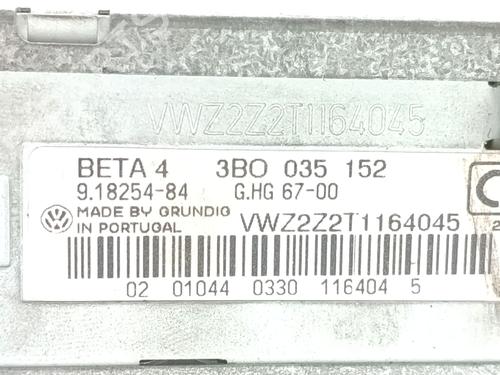 VWZ2Z2T1164045
BETA 4 3B0 035 152
9.18254-84 G.HG 67-00
MADE BY GRUNDIG
IN PORTUGAL
VWZ2Z2T1164045
02 01044 0330 116404 5